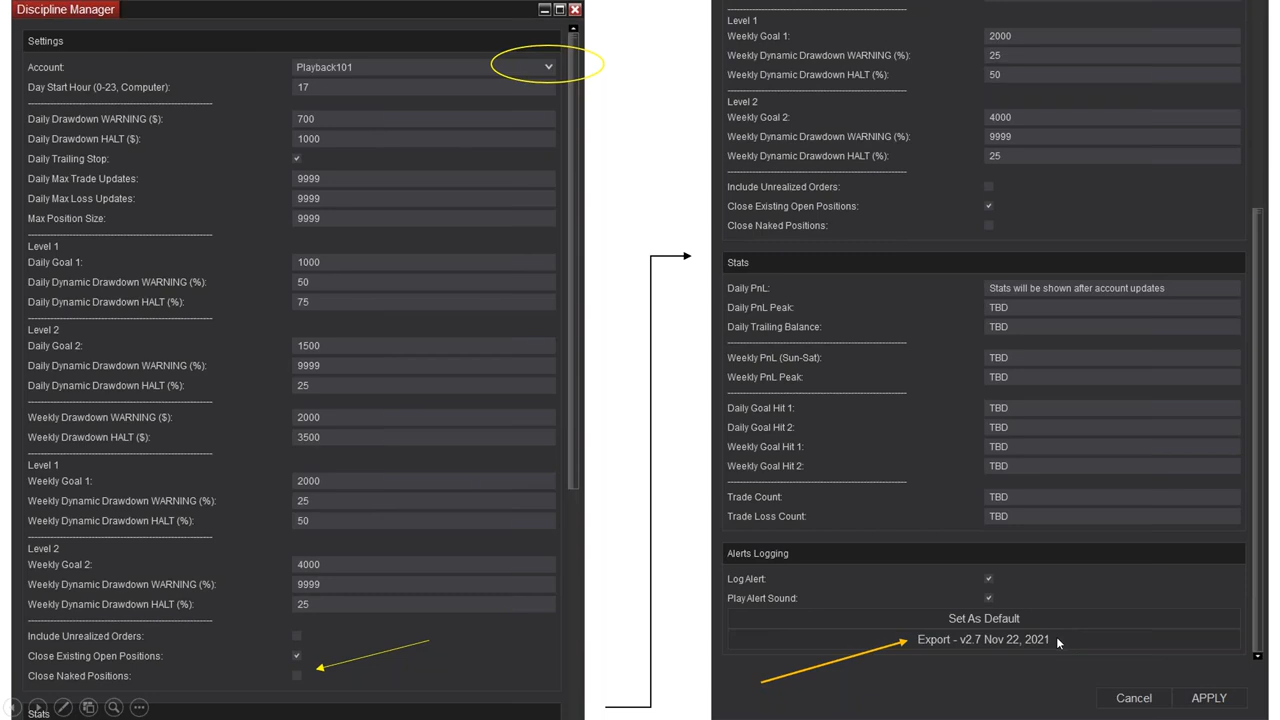 Discipline Manager
Settings
Account: Playback101
Day Start Hour (0-23, Computer): 17
Daily Drawdown WARNING ($): 700
Daily Drawdown HALT ($): 1000
Daily Trailing Stop:
Daily Max Trade Updates: 9999
Daily Max Loss Updates: 9999
Max Position Size: 9999
Level 1
Daily Goal 1: 1000
Daily Dynamic Drawdown WARNING (%): 50
Daily Dynamic Drawdown HALT (%): 75
Level 2
Daily Goal 2: 1500
Daily Dynamic Drawdown WARNING (%): 9999
Daily Dynamic Drawdown HALT (%): 25
Weekly Drawdown WARNING ($): 2000
Weekly Drawdown HALT ($): 3500
Level 1
Weekly Goal 1: 2000
Weekly Dynamic Drawdown WARNING (%): 25
Weekly Dynamic Drawdown HALT (%): 50
Level 2
Weekly Goal 2: 4000
Weekly Dynamic Drawdown WARNING (%): 9999
Weekly Dynamic Drawdown HALT (%): 25
Include Unrealized Orders:
Close Existing Open Positions:
Close Naked Positions:
Stats
Level 1
Weekly Goal 1: 2000
Weekly Dynamic Drawdown WARNING (%): 25
Weekly Dynamic Drawdown HALT (%): 50
Level 2
Weekly Goal 2: 4000
Weekly Dynamic Drawdown WARNING (%): 9999
Weekly Dynamic Drawdown HALT (%): 25
Include Unrealized Orders:
Close Existing Open Positions:
Close Naked Positions:
Stats
Daily PnL: Stats will be shown after account updates
Daily PnL Peak: TBD
Daily Trailing Balance: TBD
Weekly PnL (Sun-Sat): TBD
Weekly PnL Peak: TBD
Daily Goal Hit 1: TBD
Daily Goal Hit 2: TBD
Weekly Goal Hit 1: TBD
Weekly Goal Hit 2: TBD
Trade Count: TBD
Trade Loss Count: TBD
Alerts Logging
Log Alert:
Play Alert Sound:
Set As Default
Export - v2.7 Nov 22, 2021
Cancel APPLY